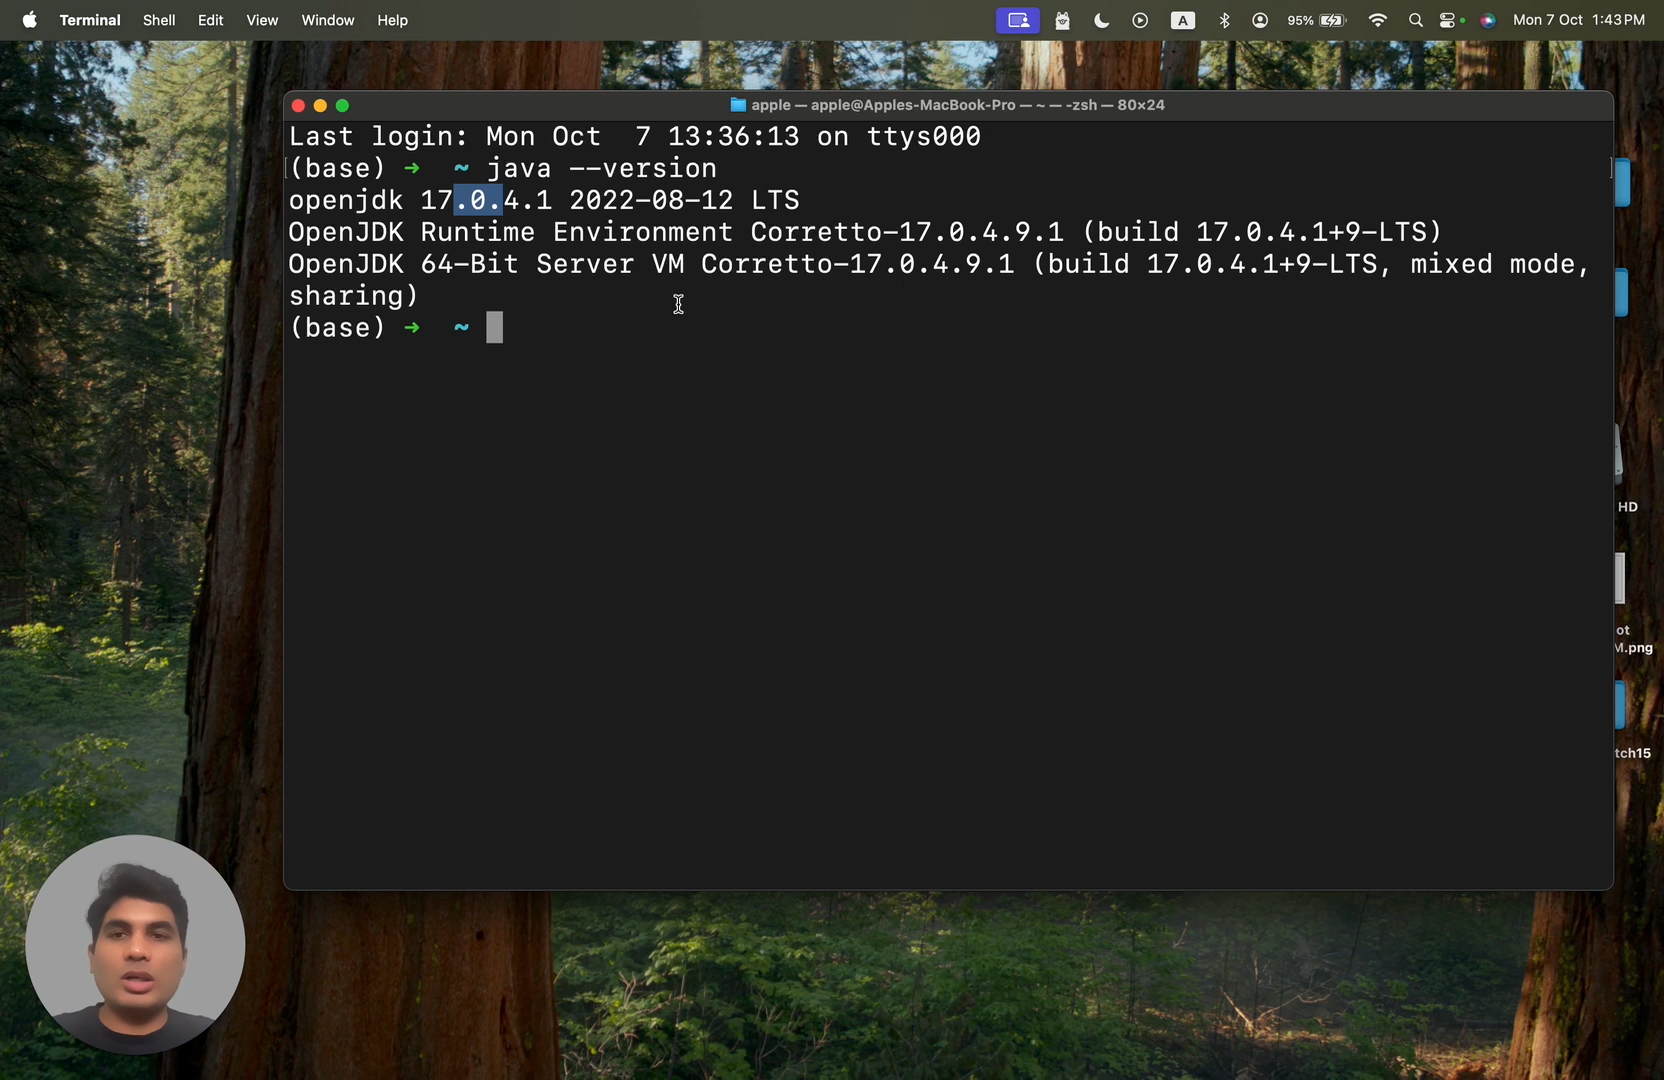 Terminal Shell Edit View Window Help A 95% Mon 7 Oct 1:43 PM
apple — apple@Apples-MacBook-Pro — ~ — -zsh — 80×24
Last login: Mon Oct  7 13:36:13 on ttys000
(base) ➜  ~ java --version
openjdk 17.0.4.1 2022-08-12 LTS
OpenJDK Runtime Environment Corretto-17.0.4.9.1 (build 17.0.4.1+9-LTS)
OpenJDK 64-Bit Server VM Corretto-17.0.4.9.1 (build 17.0.4.1+9-LTS, mixed mode,
sharing)
(base) ➜  ~
HD
ot
M.png
tch15